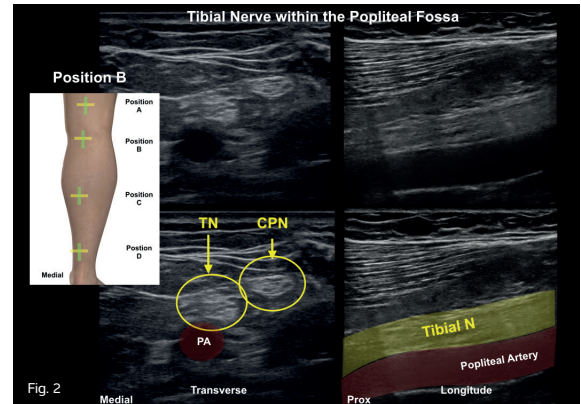 Tibial Nerve within the Popliteal Fossa
Position B
Position
A
Position
B
Position
C
Postion
D
Medial
TN
CPN
PA
Tibial N
Popliteal Artery
Fig. 2
Medial
Transverse
Prox
Longitude